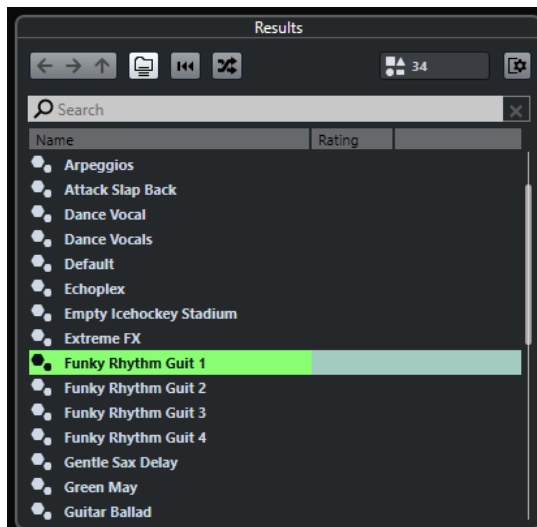 Results
34
Search
Name Rating
Arpeggios
Attack Slap Back
Dance Vocal
Dance Vocals
Default
Echoplex
Empty Icehockey Stadium
Extreme FX
Funky Rhythm Guit 1
Funky Rhythm Guit 2
Funky Rhythm Guit 3
Funky Rhythm Guit 4
Gentle Sax Delay
Green May
Guitar Ballad